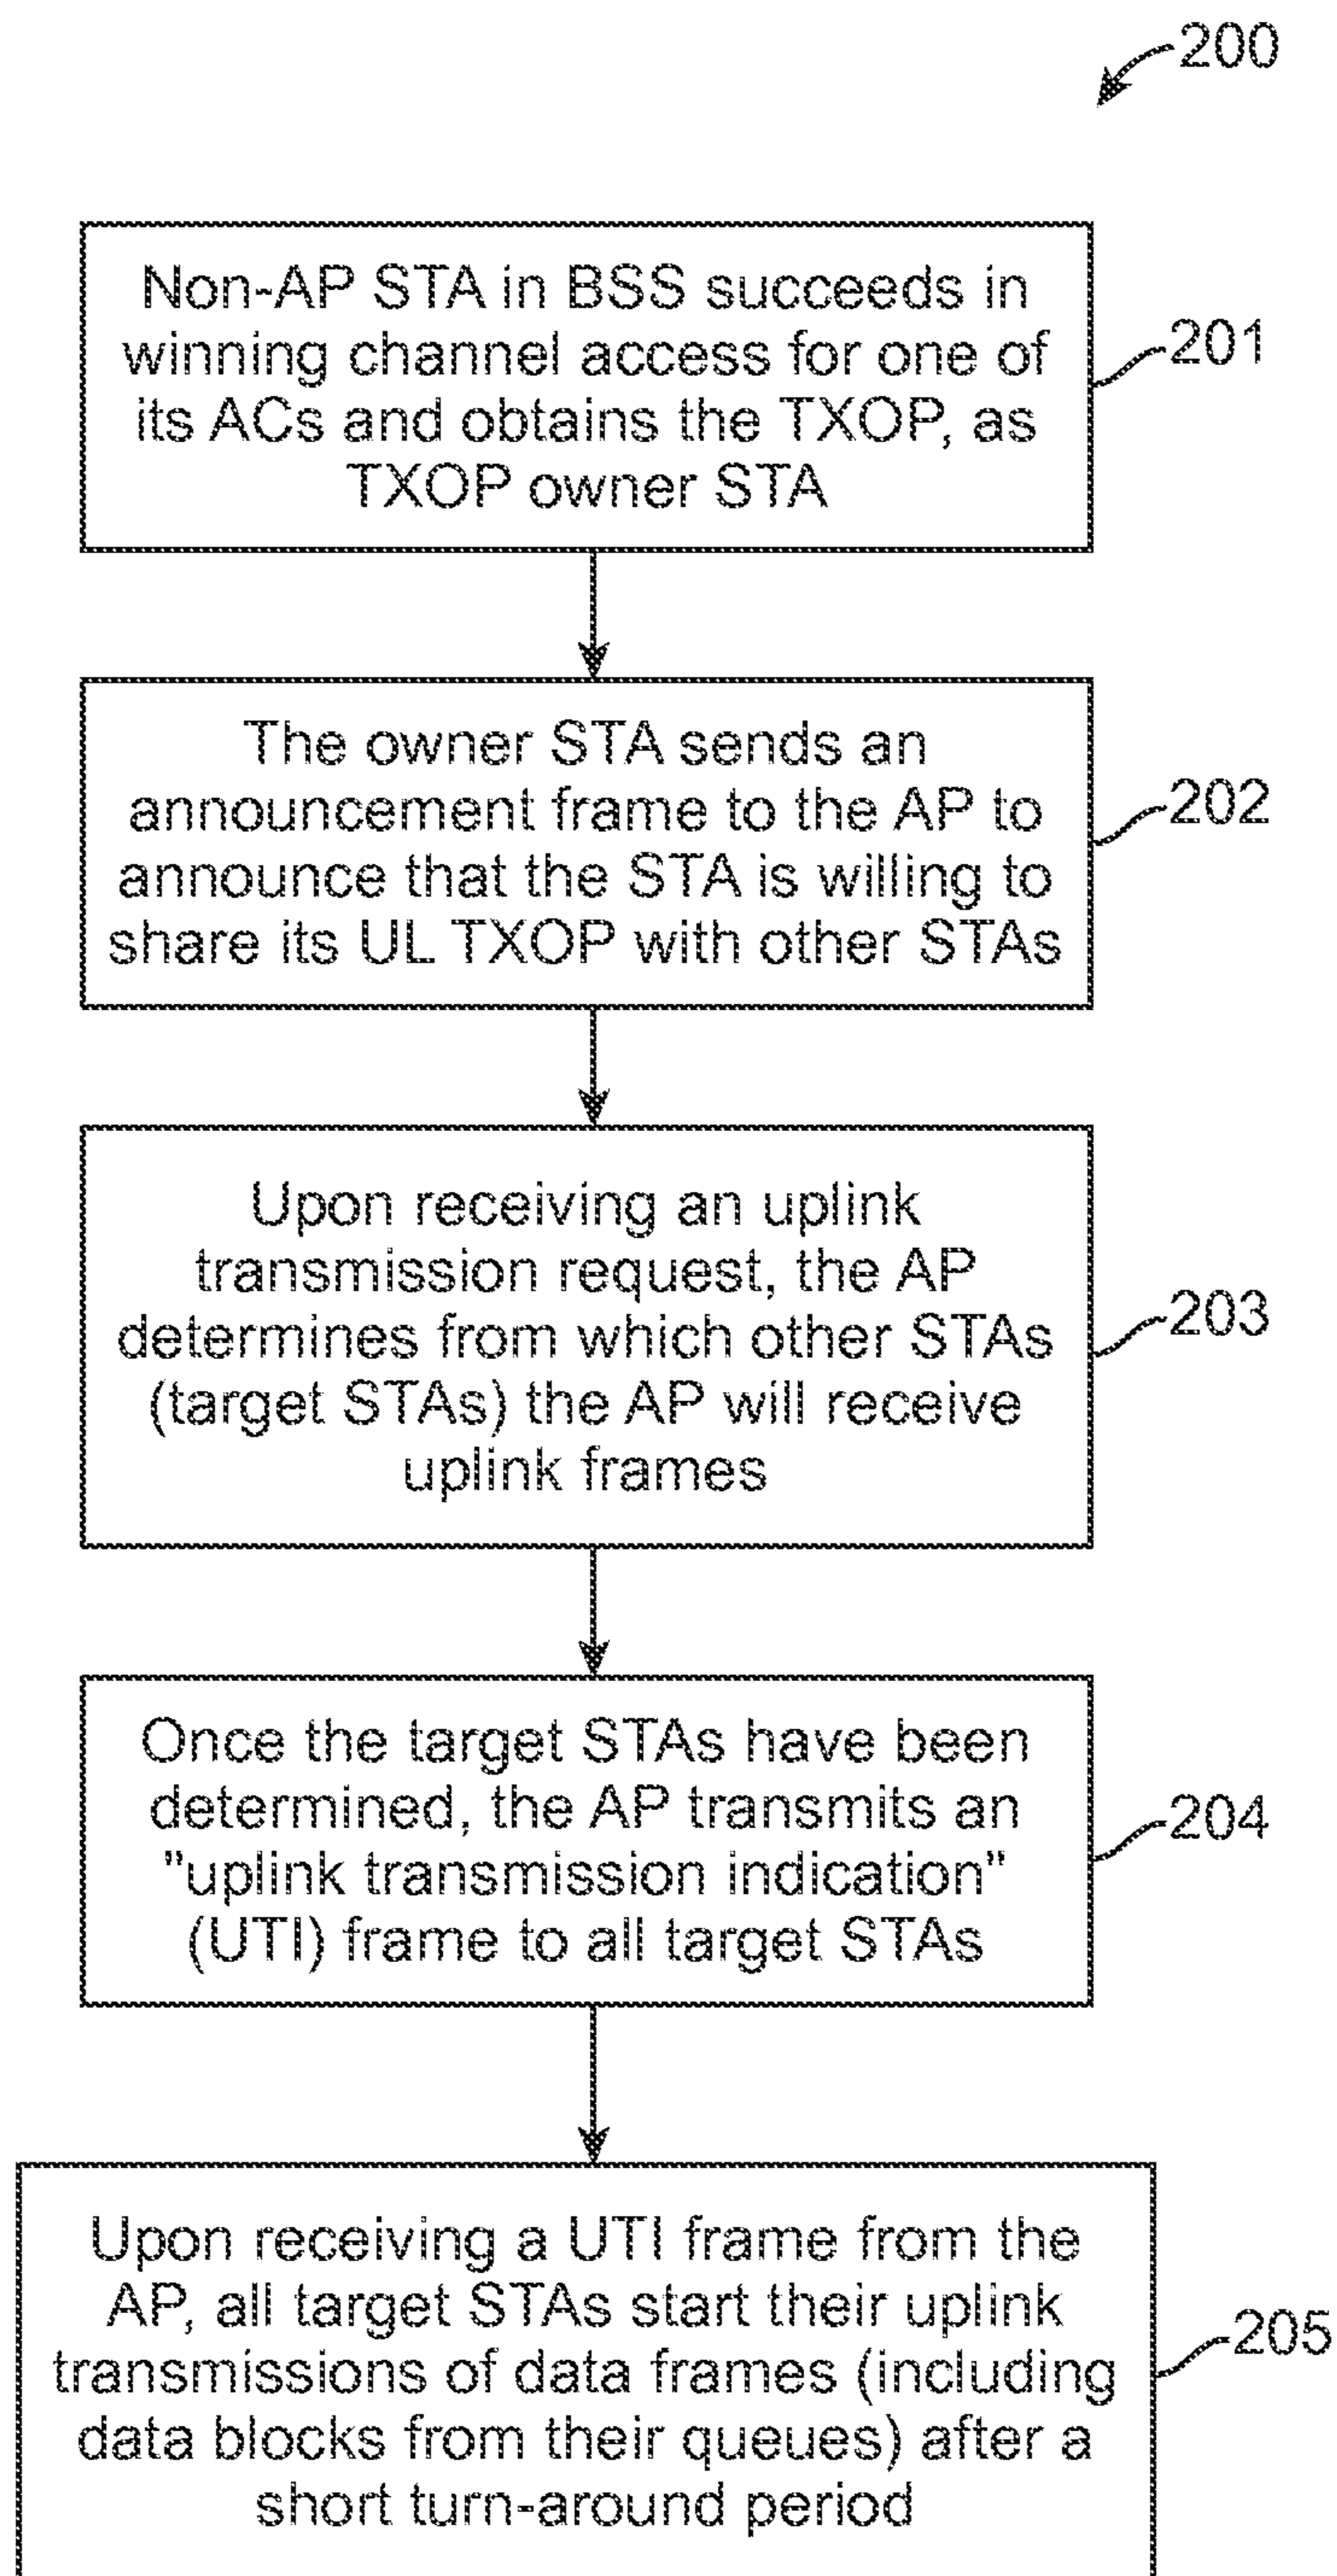 200
Non-AP STA in BSS succeeds in
winning channel access for one of
its ACs and obtains the TXOP, as
TXOP owner STA
201
The owner STA sends an
announcement frame to the AP to
announce that the STA is willing to
share its UL TXOP with other STAs
202
Upon receiving an uplink
transmission request, the AP
determines from which other STAs
(target STAs) the AP will receive
uplink frames
203
Once the target STAs have been
determined, the AP transmits an
"uplink transmission indication"
(UTI) frame to all target STAs
204
Upon receiving a UTI frame from the
AP, all target STAs start their uplink
transmissions of data frames (including
data blocks from their queues) after a
short turn-around period
205